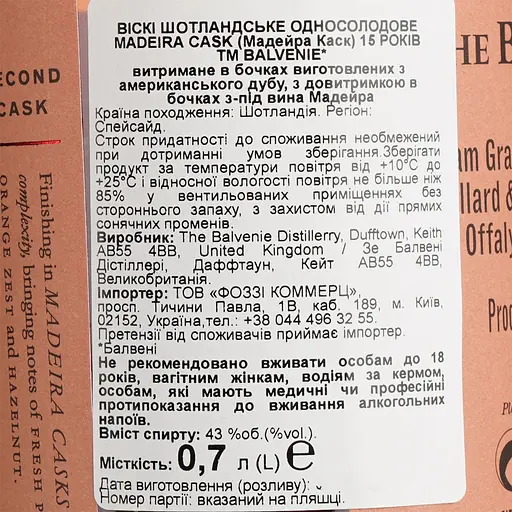 ВІСКІ ШОТЛАНДСЬКЕ ОДНОСОЛОДОВЕ
MADEIRA CASK (Мадейра Каск) 15 РОКІВ
ТМ BALVENIE*
витримане в бочках виготовлених з
американського дубу, з довитримкою в
бочках з-під вина Мадейра
Країна походження: Шотландія. Регіон:
Спейсайд.
Строк придатності до споживання необмежений
при дотриманні умов зберігання.Зберігати
продукт за температури повітря від +10°С до
+25°С і відносної вологості повітря не більше ніж
85% у вентильованих приміщеннях без
стороннього запаху, з захистом від дії прямих
сонячних променів.
Виробник: The Balvenie Distillery, Dufftown, Keith
AB55 4BB, United Kingdom / Зе Балвені
Дістіллері, Даффтаун, Кейт АВ55 4ВВ,
Великобританія.
Імпортер: ТОВ «ФОЗЗІ КОММЕРЦ»,
просп. Тичини Павла, 1В, каб. 189, м. Київ,
02152, Україна,тел.: +38 044 496 32 55.
Претензії від споживачів приймає імпортер.
*Балвені
Не рекомендовано вживати особам до 18
років, вагітним жінкам, водіям за кермом,
особам, які мають медичні чи професійні
протипоказання до вживання алкогольних
напоїв.
Вміст спирту: 43 %об.(%vol.).
Місткість: 0,7 л (L) e
Дата виготовлення (розливу):
Номер партії: вказаний на пляшці.
ECOND
CASK
Finishing in MADEIRA CASKS
complexity, bringing notes of FRESH
ORANGE ZEST and HAZELNUT.
HE B
am Gra
llard &
Offaly
Prod